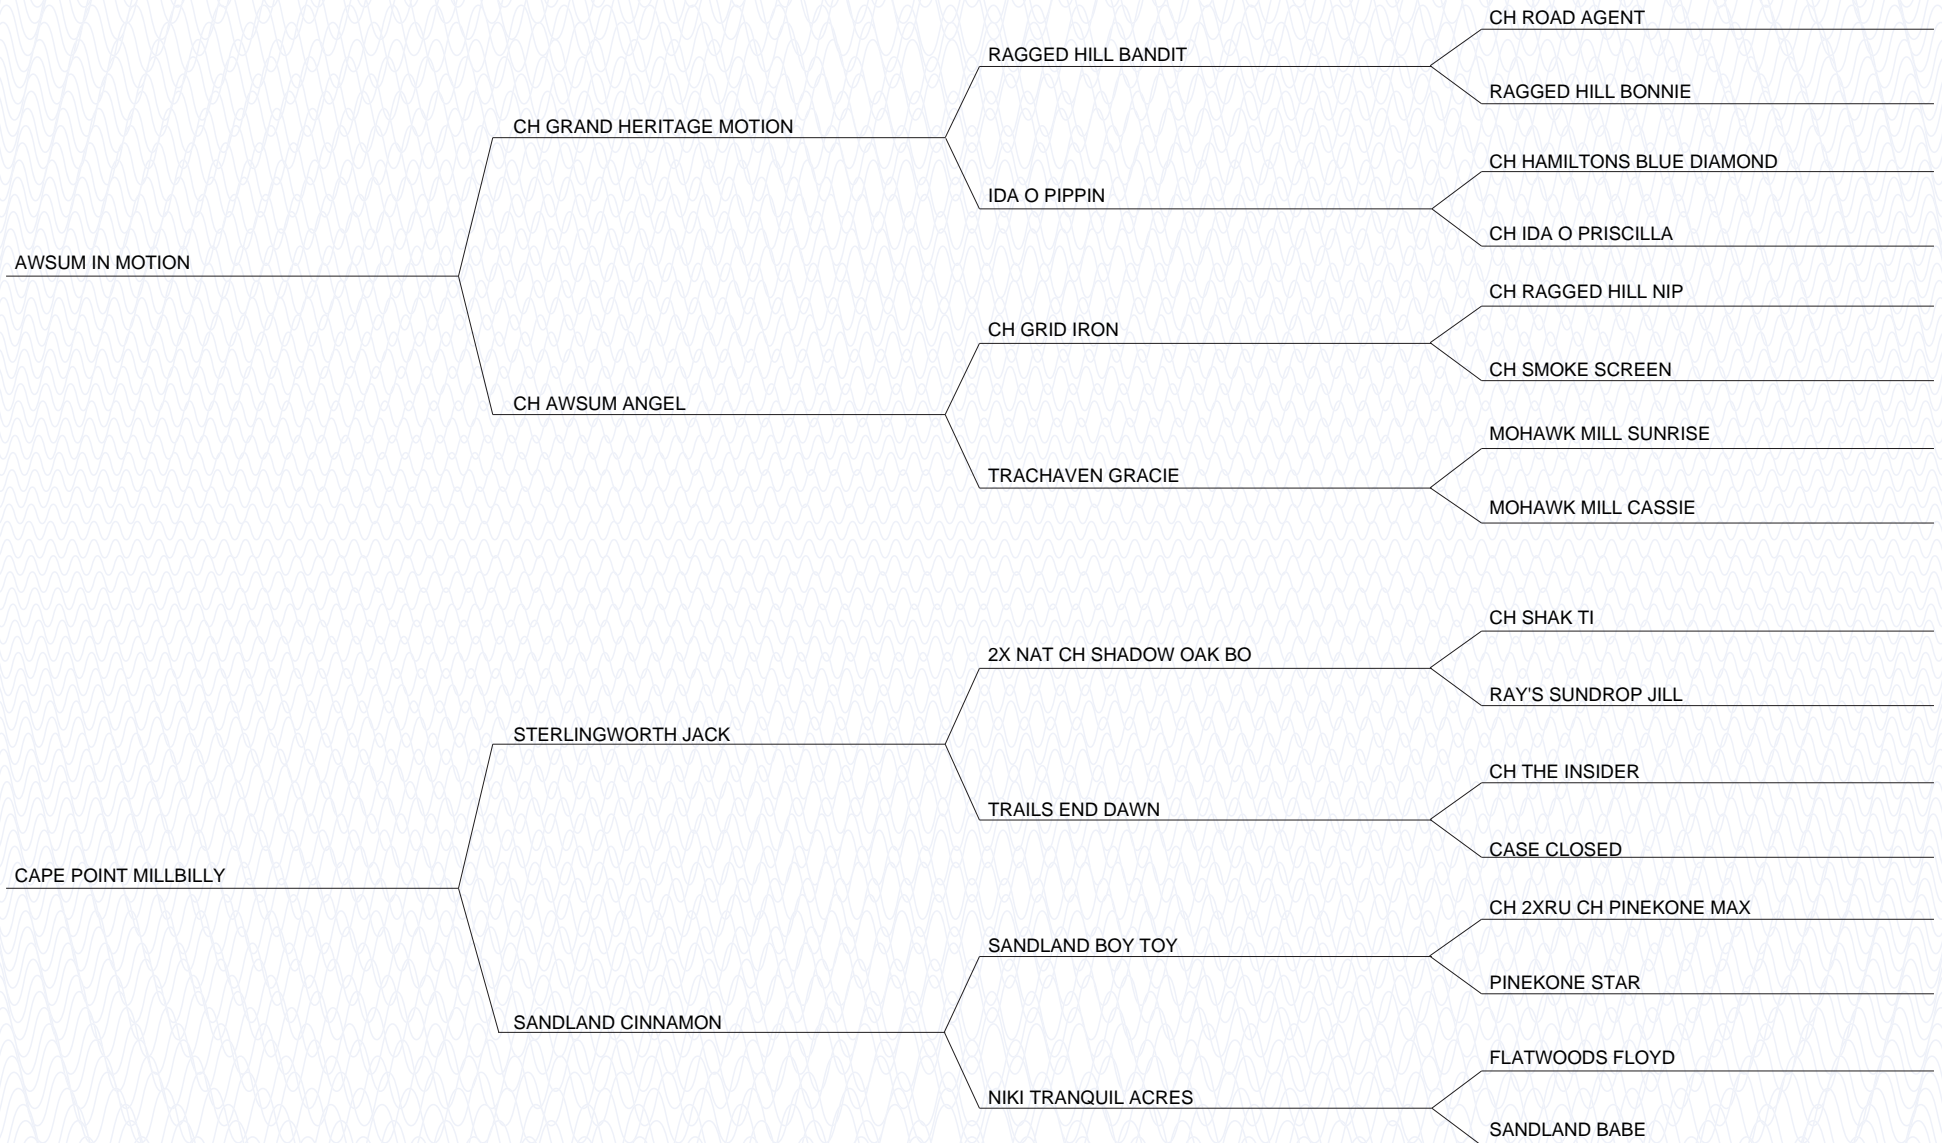 CH ROAD AGENT
RAGGED HILL BANDIT
RAGGED HILL BONNIE
CH GRAND HERITAGE MOTION
CH HAMILTONS BLUE DIAMOND
IDA O PIPPIN
CH IDA O PRISCILLA
AWSUM IN MOTION
CH RAGGED HILL NIP
CH GRID IRON
CH SMOKE SCREEN
CH AWSUM ANGEL
MOHAWK MILL SUNRISE
TRACHAVEN GRACIE
MOHAWK MILL CASSIE
CH SHAK TI
2X NAT CH SHADOW OAK BO
RAY'S SUNDROP JILL
STERLINGWORTH JACK
CH THE INSIDER
TRAILS END DAWN
CASE CLOSED
CAPE POINT MILLBILLY
CH 2XRU CH PINEKONE MAX
SANDLAND BOY TOY
PINEKONE STAR
SANDLAND CINNAMON
FLATWOODS FLOYD
NIKI TRANQUIL ACRES
SANDLAND BABE